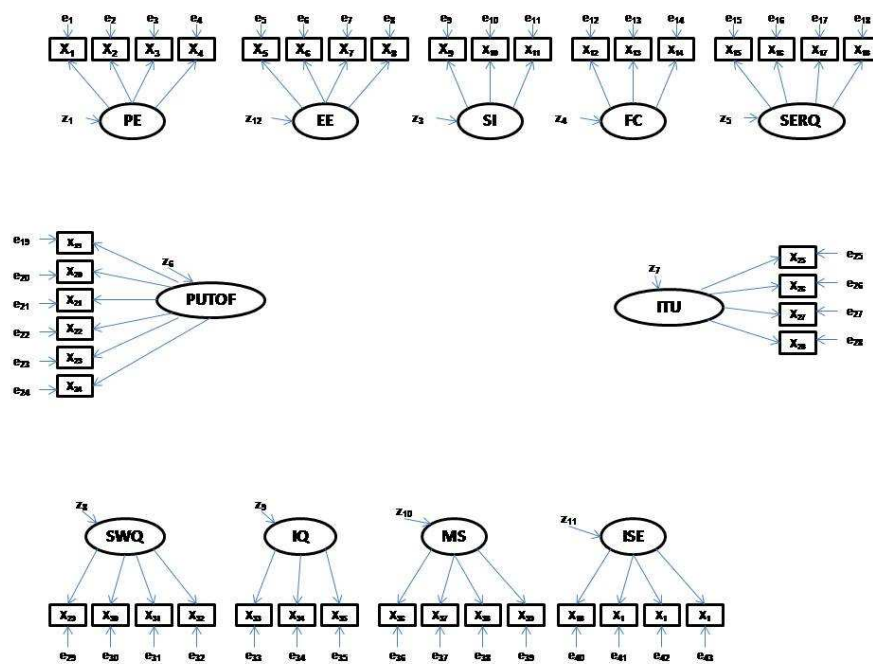 e1 e2 e3 e4 e5 e6 e7 e8 e9 e10 e11 e12 e13 e14 e15 e16 e17 e18
X1 X2 X3 X4 X5 X6 X7 X8 X9 X10 X11 X12 X13 X14 X15 X16 X17 X18
z1 PE z12 EE z3 SI z4 FC z5 SERQ
e19
z6
z7
X25 e25
e20 X20
PUTOF
ITU
X26 e26
e21 X21
X27 e27
e22 X22
X28 e28
e23 X23
e24 X24
z8 z9 z10 z11
SWQ IQ MS ISE
X29 X30 X31 X32 X33 X34 X35 X36 X37 X38 X39 X1 X1 X1
e29 e30 e31 e32 e33 e34 e35 e36 e37 e38 e39 e40 e41 e42 e43